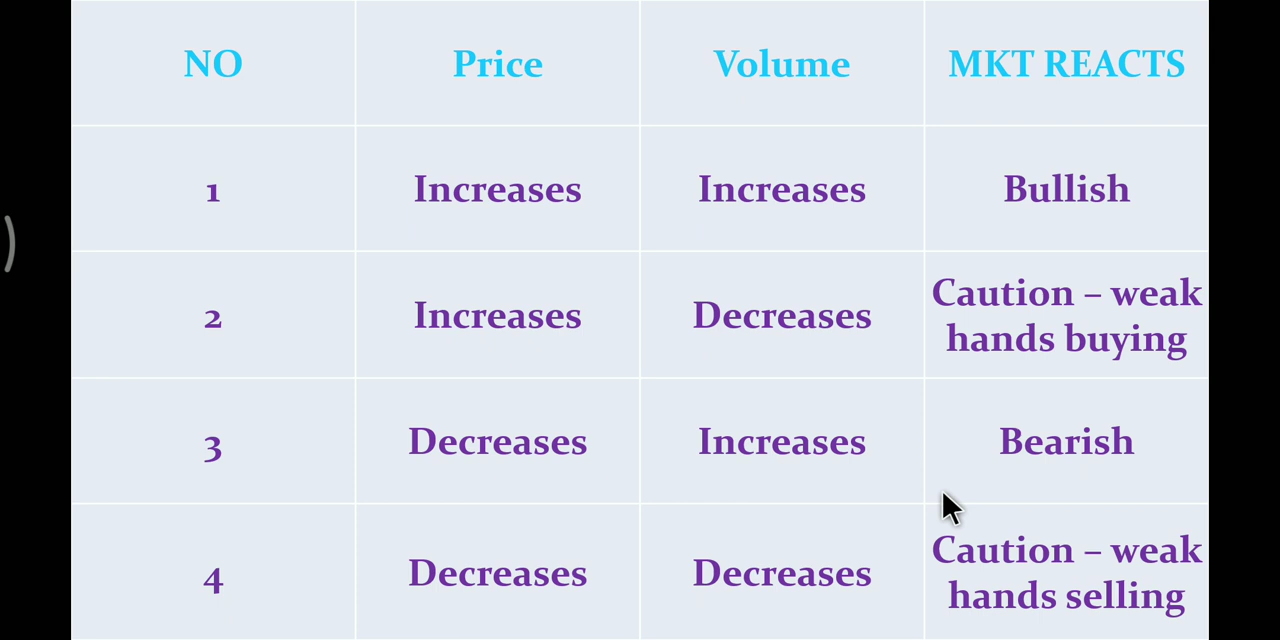 NO Price Volume MKT REACTS
1 Increases Increases Bullish
2 Increases Decreases Caution – weak
hands buying
3 Decreases Increases Bearish
4 Decreases Decreases Caution – weak
hands selling